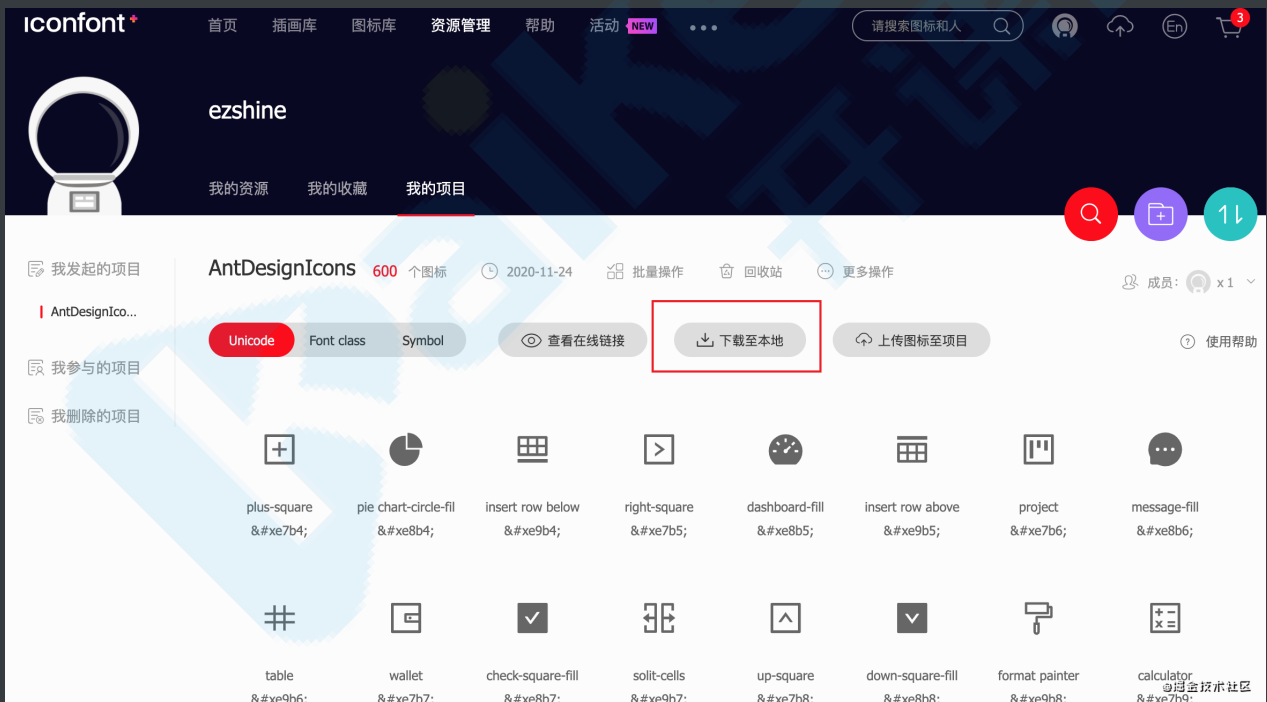 iconfont+ 首页 插画库 图标库 资源管理 帮助 活动 NEW ••• 请搜索图标和人 En 3
ezshine
我的资源 我的收藏 我的项目
我发起的项目
AntDesignIco...
我参与的项目
我删除的项目
AntDesignIcons 600 个图标 2020-11-24 批量操作 回收站 更多操作
成员： x 1
Unicode Font class Symbol 查看在线链接 下载至本地 上传图标至项目 使用帮助
plus-square pie chart-circle-fil insert row below right-square dashboard-fill insert row above project message-fill
&#xe7b4; &#xe8b4; &#xe9b4; &#xe7b5; &#xe8b5; &#xe9b5; &#xe7b6; &#xe8b6;
table wallet check-square-fill solit-cells up-square down-square-fill format painter calculator
&#xe9b6; &#xe7b7; &#xe8b7; &#xe9b7; &#xe7b8; &#xe8b8; &#xe9b8; &#xe7b9;
@掘金技术社区